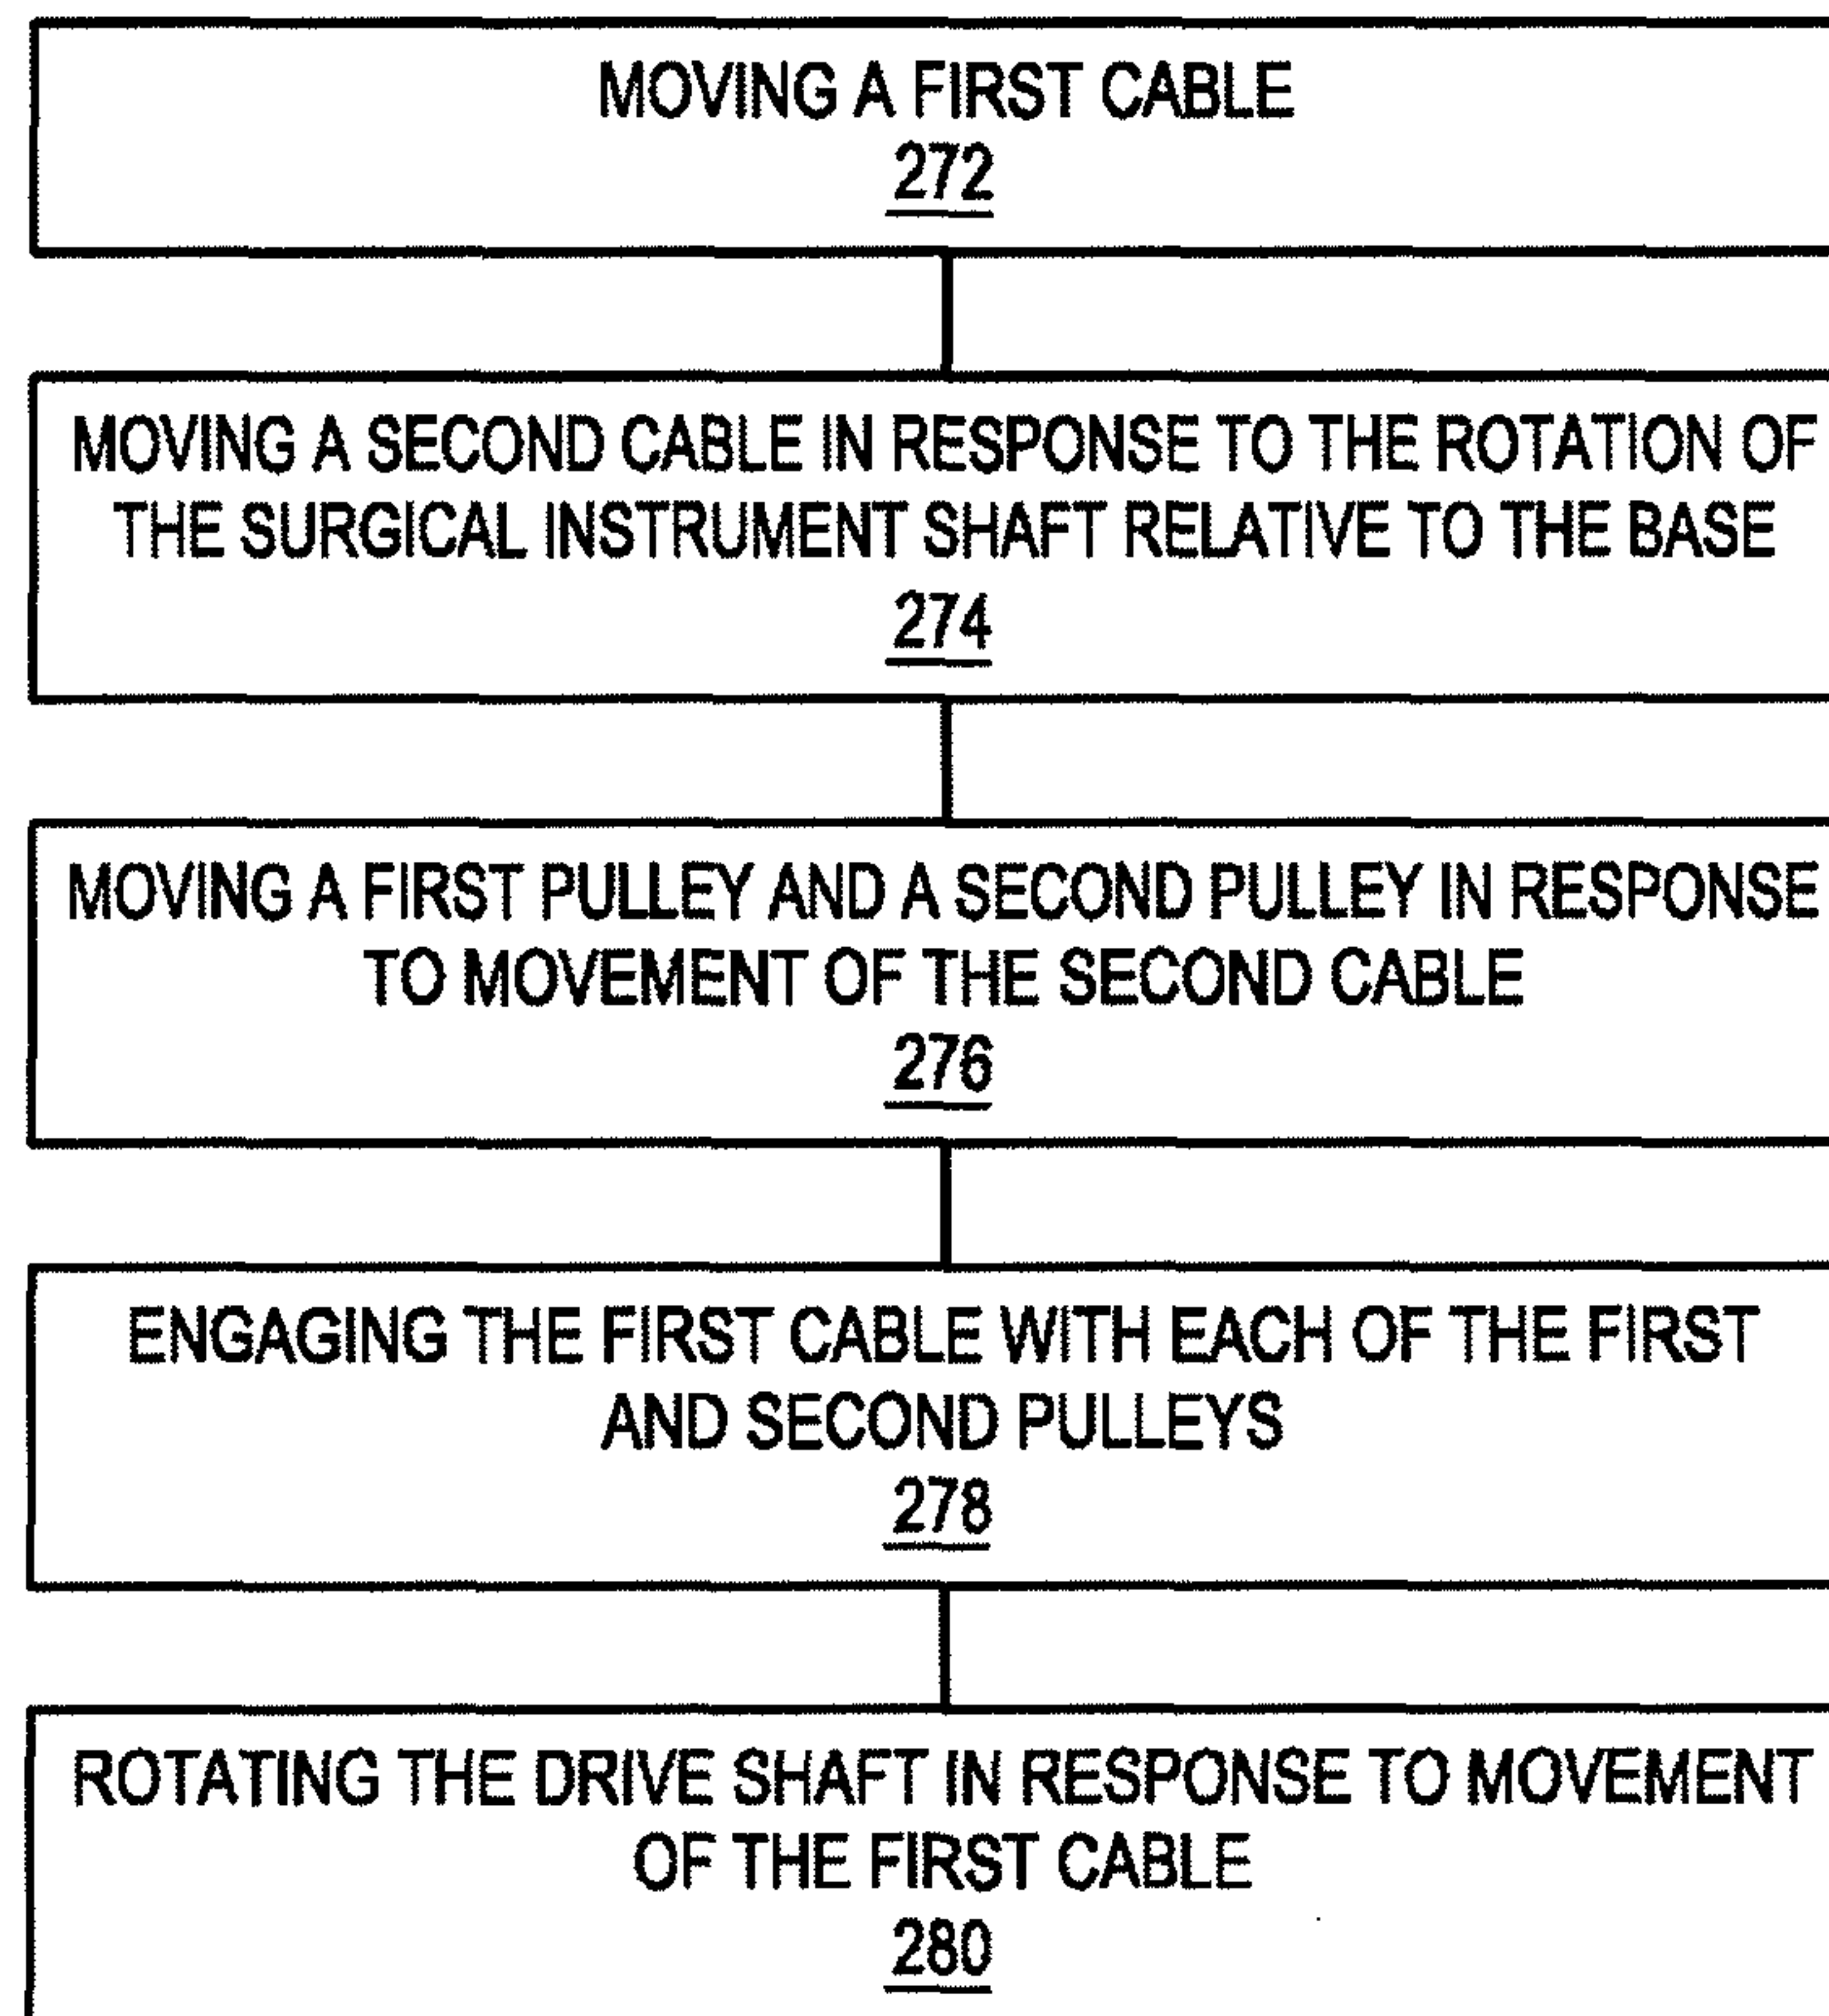 MOVING A FIRST CABLE
272
MOVING A SECOND CABLE IN RESPONSE TO THE ROTATION OF
THE SURGICAL INSTRUMENT SHAFT RELATIVE TO THE BASE
274
MOVING A FIRST PULLEY AND A SECOND PULLEY IN RESPONSE
TO MOVEMENT OF THE SECOND CABLE
276
ENGAGING THE FIRST CABLE WITH EACH OF THE FIRST
AND SECOND PULLEYS
278
ROTATING THE DRIVE SHAFT IN RESPONSE TO MOVEMENT
OF THE FIRST CABLE
280